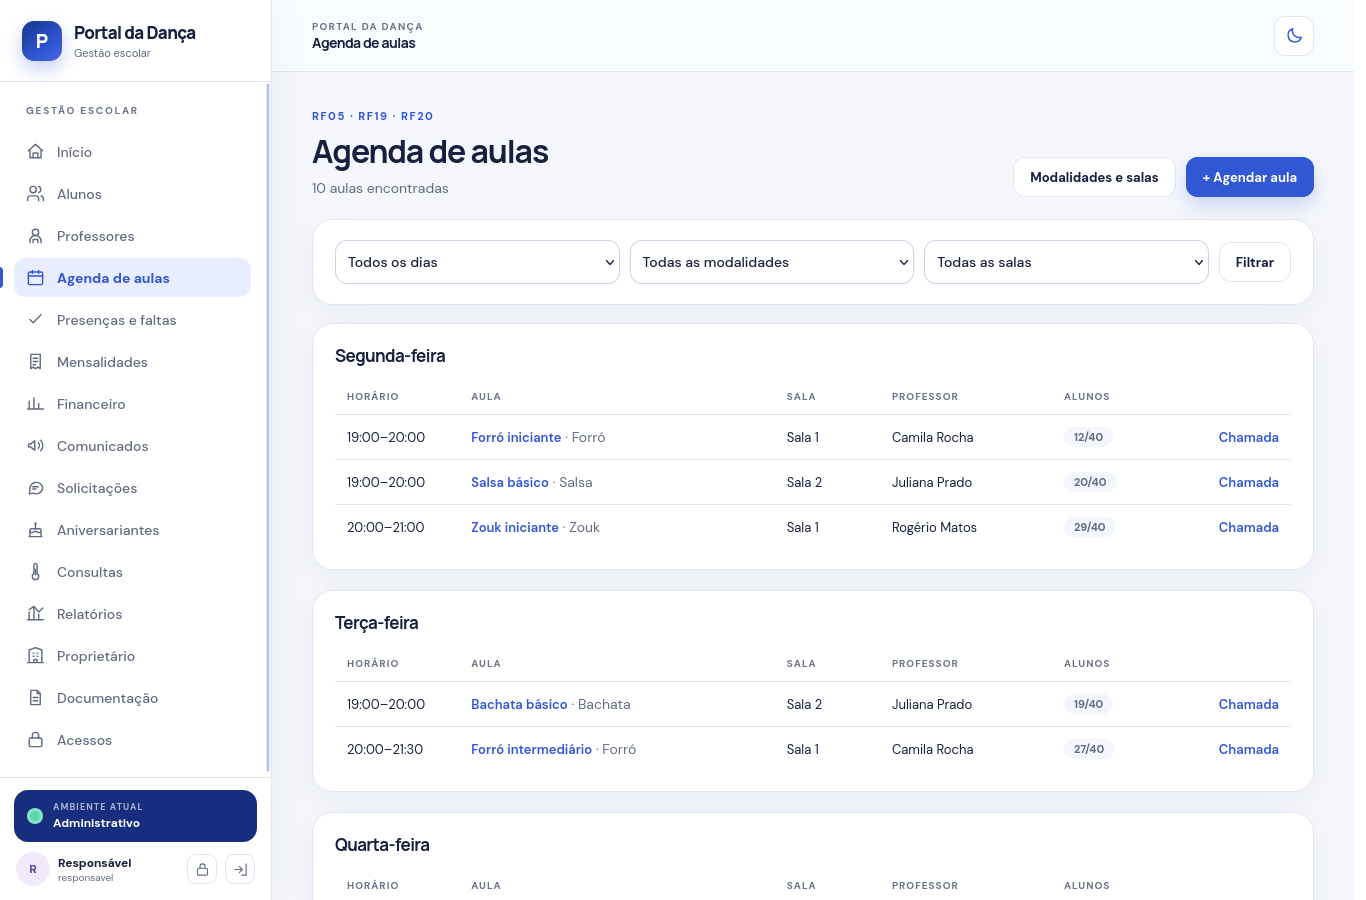 P
Portal da Dança
Gestão escolar
GESTÃO ESCOLAR
Início
Alunos
Professores
Agenda de aulas
Presenças e faltas
Mensalidades
Financeiro
Comunicados
Solicitações
Aniversariantes
Consultas
Relatórios
Proprietário
Documentação
Acessos
AMBIENTE ATUAL
Administrativo
R
Responsável
responsavel
PORTAL DA DANÇA
Agenda de aulas
RF05 · RF19 · RF20
Agenda de aulas
10 aulas encontradas
Modalidades e salas
+ Agendar aula
Todos os dias
Todas as modalidades
Todas as salas
Filtrar
Segunda-feira
HORÁRIO AULA SALA PROFESSOR ALUNOS
19:00–20:00 Forró iniciante · Forró Sala 1 Camila Rocha 12/40 Chamada
19:00–20:00 Salsa básico · Salsa Sala 2 Juliana Prado 20/40 Chamada
20:00–21:00 Zouk iniciante · Zouk Sala 1 Rogério Matos 29/40 Chamada
Terça-feira
HORÁRIO AULA SALA PROFESSOR ALUNOS
19:00–20:00 Bachata básico · Bachata Sala 2 Juliana Prado 19/40 Chamada
20:00–21:30 Forró intermediário · Forró Sala 1 Camila Rocha 27/40 Chamada
Quarta-feira
HORÁRIO AULA SALA PROFESSOR ALUNOS